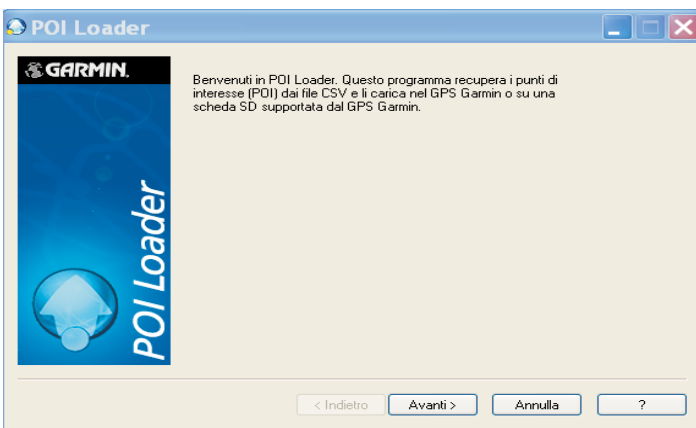 POI Loader
GARMIN.
Benvenuti in POI Loader. Questo programma recupera i punti di
interesse (POI) dai file CSV e li carica nel GPS Garmin o su una
scheda SD supportata dal GPS Garmin.
POI Loader
< Indietro
Avanti >
Annulla
?